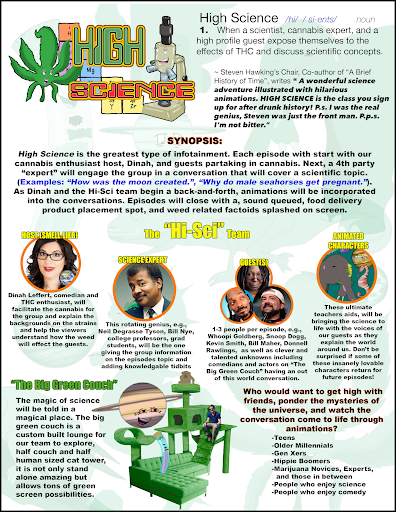 High Science /hī/ /ˈsī-ənts/ noun
1. When a scientist, cannabis expert, and a
high profile guest expose themselves to the
effects of THC and discuss scientific concepts.
HIGH
SCIENCE
~ Steven Hawking's Chair, Co-author of "A Brief
History of Time", writes " A wonderful science
adventure illustrated with hilarious
animations. HIGH SCIENCE is the class you sign
up for after drunk history! P.s. I was the real
genius, Steven was just the front man. P.p.s.
I'm not bitter."
SYNOPSIS:
High Science is the greatest type of infotainment. Each episode with start with our
cannabis enthusiast host, Dinah, and guests partaking in cannabis. Next, a 4th party
"expert" will engage the group in a conversation that will cover a scientific topic.
(Examples: "How was the moon created.", "Why do male seahorses get pregnant.").
As Dinah and the Hi-Sci team begin a back-and-forth, animations will be incorporated
into the conversations. Episodes will close with a, sound queued, food delivery
product placement spot, and weed related factoids splashed on screen.
The "Hi-Sci" Team
Dinah Leffert, comedian and
THC enthusiast, will
facilitate the cannabis for
the group and explain the
backgrounds on the strains
and help the viewers
understand how the weed
will effect the guests.
SCIENCE EXPERT
This rotating genius, e.g.,
Neil Degrasse Tyson, Bill Nye,
college professors, grad
students, will be the one
giving the group information
on the episodes topic and
adding knowledgable tidbits
GUEST(S)
1-3 people per episode, e.g.,
Whoopi Goldberg, Snoop Dogg,
Kevin Smith, Bill Maher, Donnell
Rawlings, as well as clever and
talented unknowns including
comedians and actors on "The
Big Green Couch" having an out
of this world conversation.
ANIMATED
CHARACTERS
These ultimate
teachers aids, will be
bringing the science to
life with the voices of
our guests as they
explain the world
around us. Don't be
surprised if some of
these insanely lovable
characters return for
future episodes!
"The Big Green Couch"
The magic of science
will be told in a
magical place. The big
green couch is a
custom built lounge for
our team to explore,
half couch and half
human sized cat tower,
it is not only stand
alone amazing but
allows tons of green
screen possibilities.
Who would want to get high with
friends, ponder the mysteries of
the universe, and watch the
conversation come to life through
animations?
-Teens
-Older Millennials
-Gen Xers
-Hippie Boomers
-Marijuana Novices, Experts,
and those in between
-People who enjoy science
-People who enjoy comedy